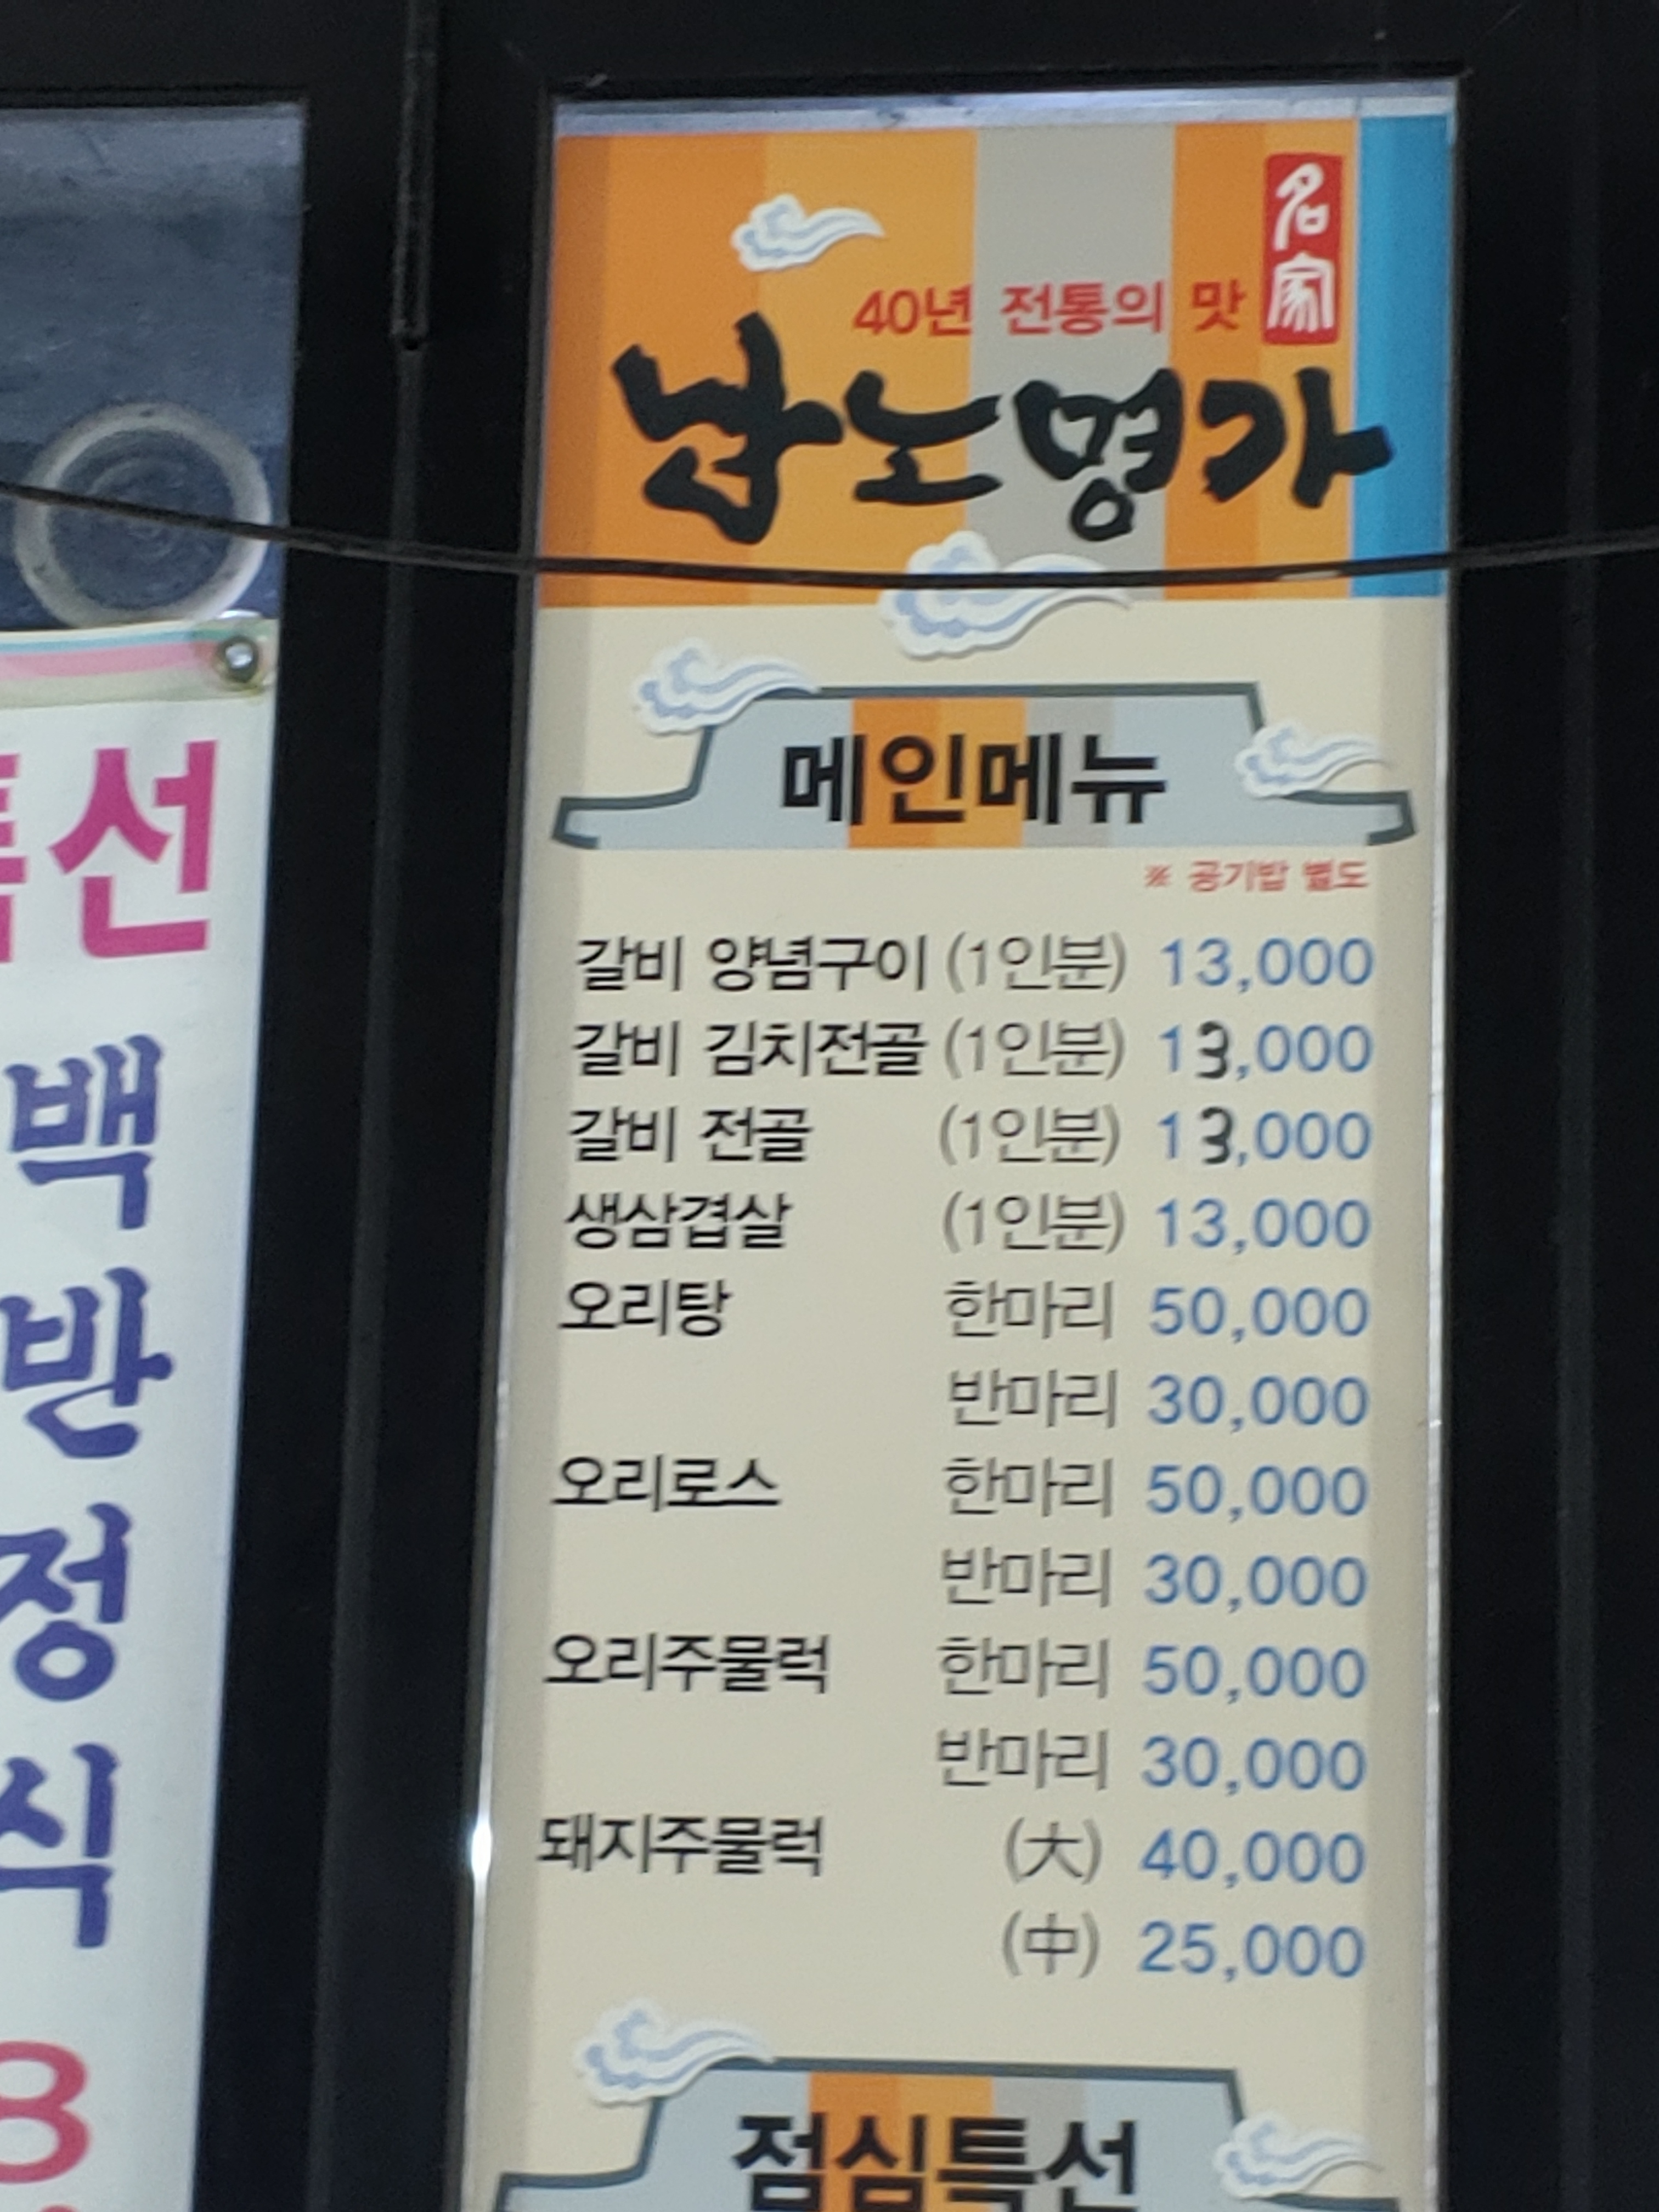 名家
40년 전통의 맛
남노명가
메인메뉴
※ 공기밥 별도
갈비 양념구이 (1인분) 13,000
갈비 김치전골 (1인분) 13,000
갈비 전골 (1인분) 13,000
생삼겹살 (1인분) 13,000
오리탕 한마리 50,000
반마리 30,000
오리로스 한마리 50,000
반마리 30,000
오리주물럭 한마리 50,000
반마리 30,000
돼지주물럭 (大) 40,000
(中) 25,000
점심특선
특선
백
반
정
식
8